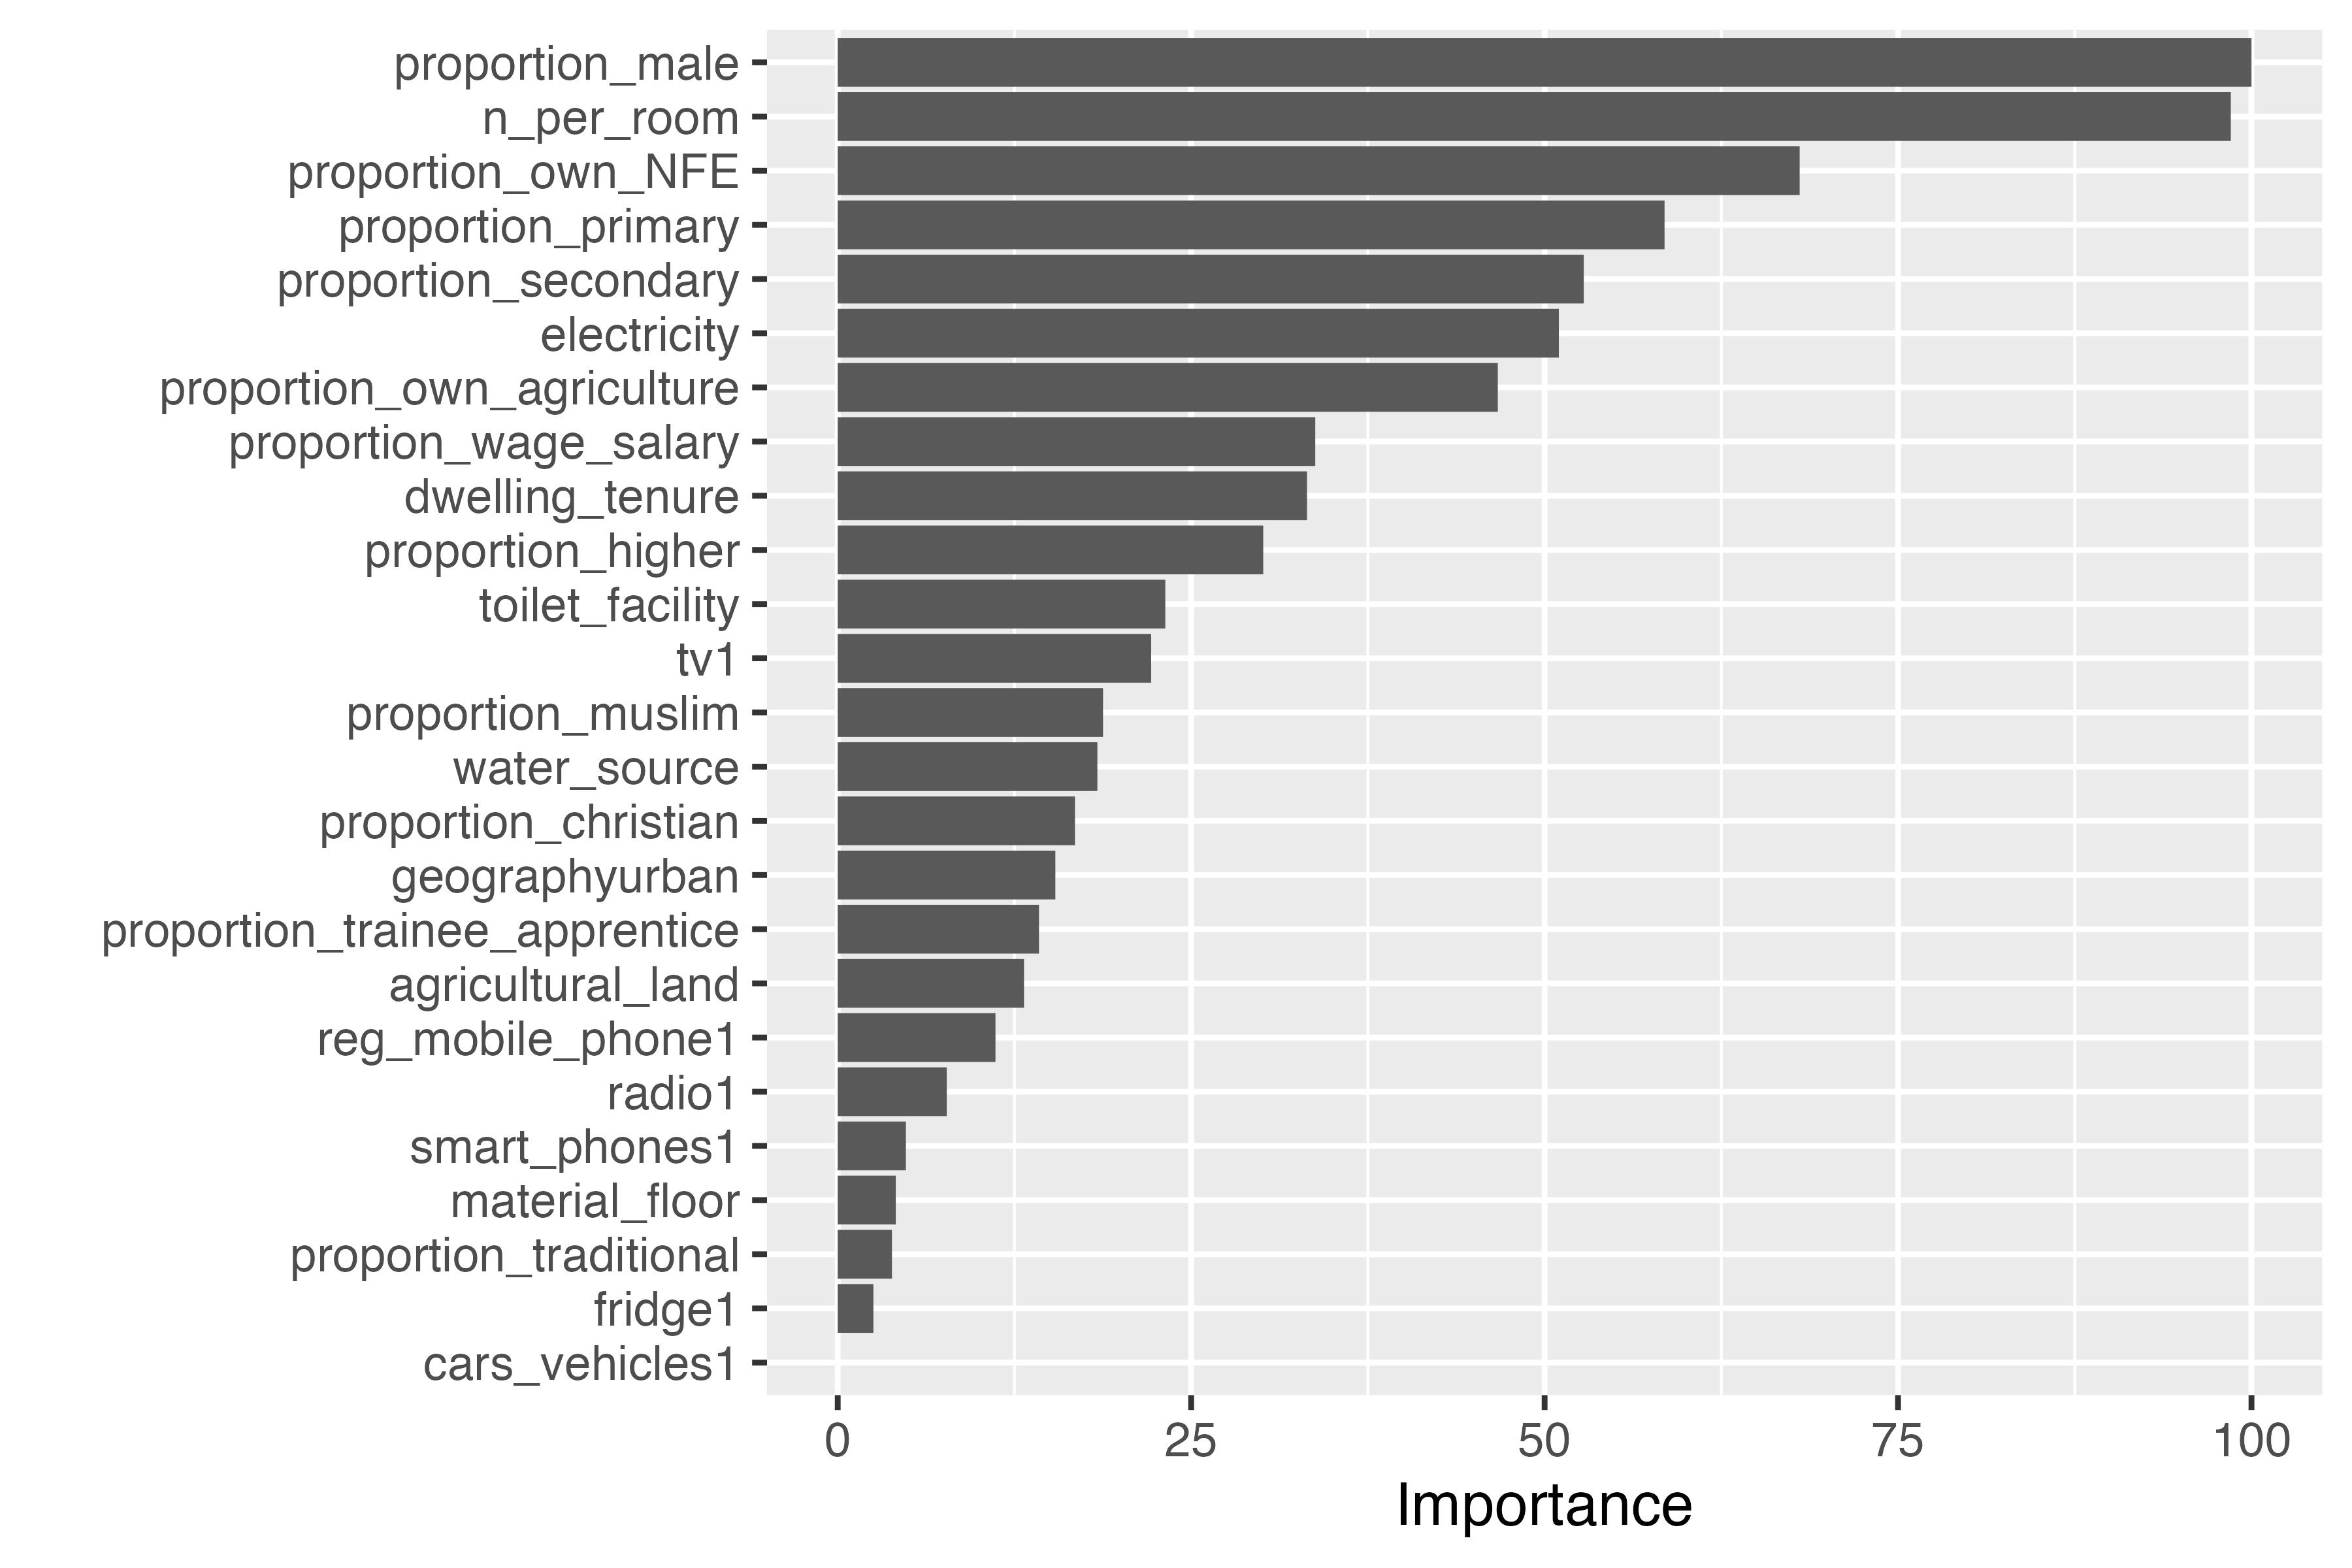 proportion_male
n_per_room
proportion_own_NFE
proportion_primary
proportion_secondary
electricity
proportion_own_agriculture
proportion_wage_salary
dwelling_tenure
proportion_higher
toilet_facility
tv1
proportion_muslim
water_source
proportion_christian
geographyurban
proportion_trainee_apprentice
agricultural_land
reg_mobile_phone1
radio1
smart_phones1
material_floor
proportion_traditional
fridge1
cars_vehicles1
0 25 50 75 100
Importance